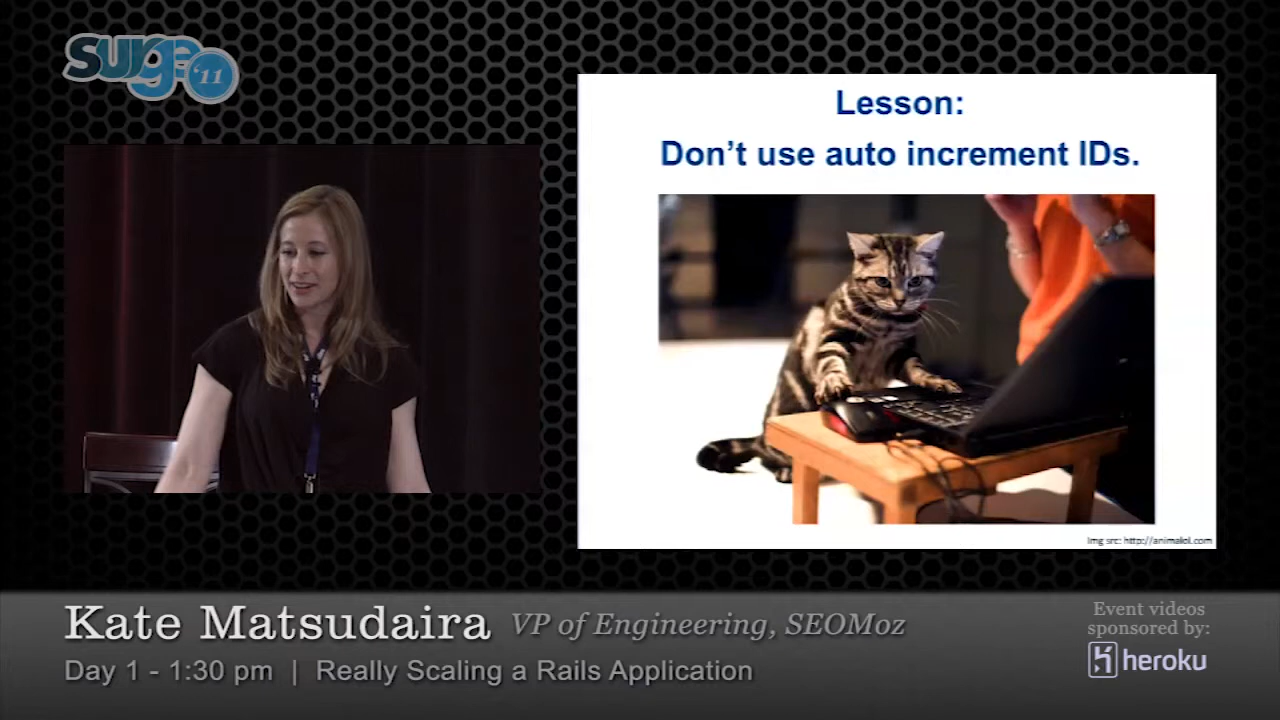 surge '11
Lesson:
Don't use auto increment IDs.
Img src: http://animalol.com
Kate Matsudaira VP of Engineering, SEOMoz
Day 1 - 1:30 pm | Really Scaling a Rails Application
Event videos
sponsored by:
heroku